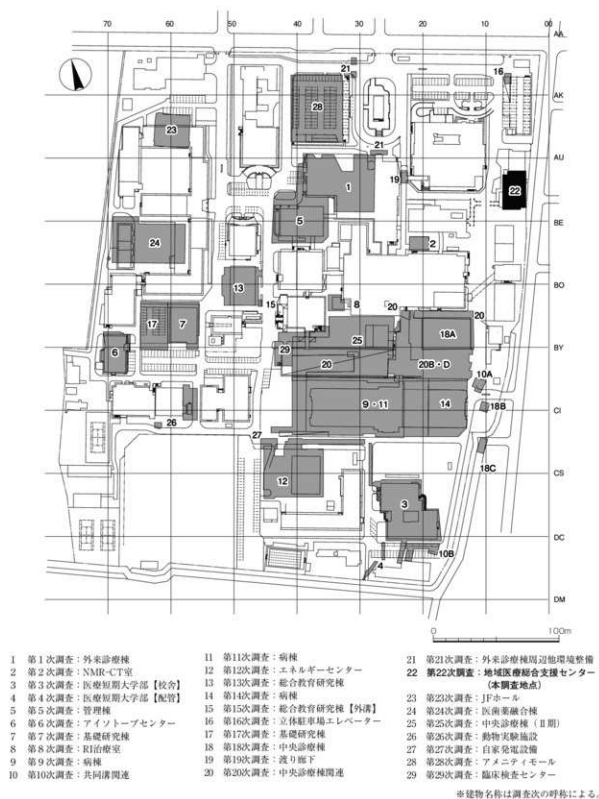 70 60 50 40 30 20 10 00
AA
21
16
AK
28
23
21
AU
1
19
22
5
BE
24
2
13
BO
15
8
20
20
17
7
25
18A
BY
6
29
20
20B・D
10A
9・11
14
CI
18B
26
27
18C
CS
12
3
DC
10B
4
DM
0 100m
1 第1次調査：外来診療棟
2 第2次調査：NMR-CT室
3 第3次調査：医療短期大学部【校舎】
4 第4次調査：医療短期大学部【配管】
5 第5次調査：管理棟
6 第6次調査：アイソトープセンター
7 第7次調査：基礎研究棟
8 第8次調査：RI治療室
9 第9次調査：病棟
10 第10次調査：共同溝関連
11 第11次調査：病棟
12 第12次調査：エネルギーセンター
13 第13次調査：総合教育研究棟
14 第14次調査：病棟
15 第15次調査：総合教育研究棟【外溝】
16 第16次調査：立体駐車場エレベーター
17 第17次調査：基礎研究棟
18 第18次調査：中央診療棟
19 第19次調査：渡り廊下
20 第20次調査：中央診療棟関連
21 第21次調査：外来診療棟周辺他環境整備
22 第22次調査：地域医療総合支援センター
（本調査地点）
23 第23次調査：JFホール
24 第24次調査：医歯薬融合棟
25 第25次調査：中央診療棟（Ⅱ期）
26 第26次調査：動物実験施設
27 第27次調査：自家発電設備
28 第28次調査：アメニティモール
29 第29次調査：臨床検査センター
※建物名称は調査次の呼称による。